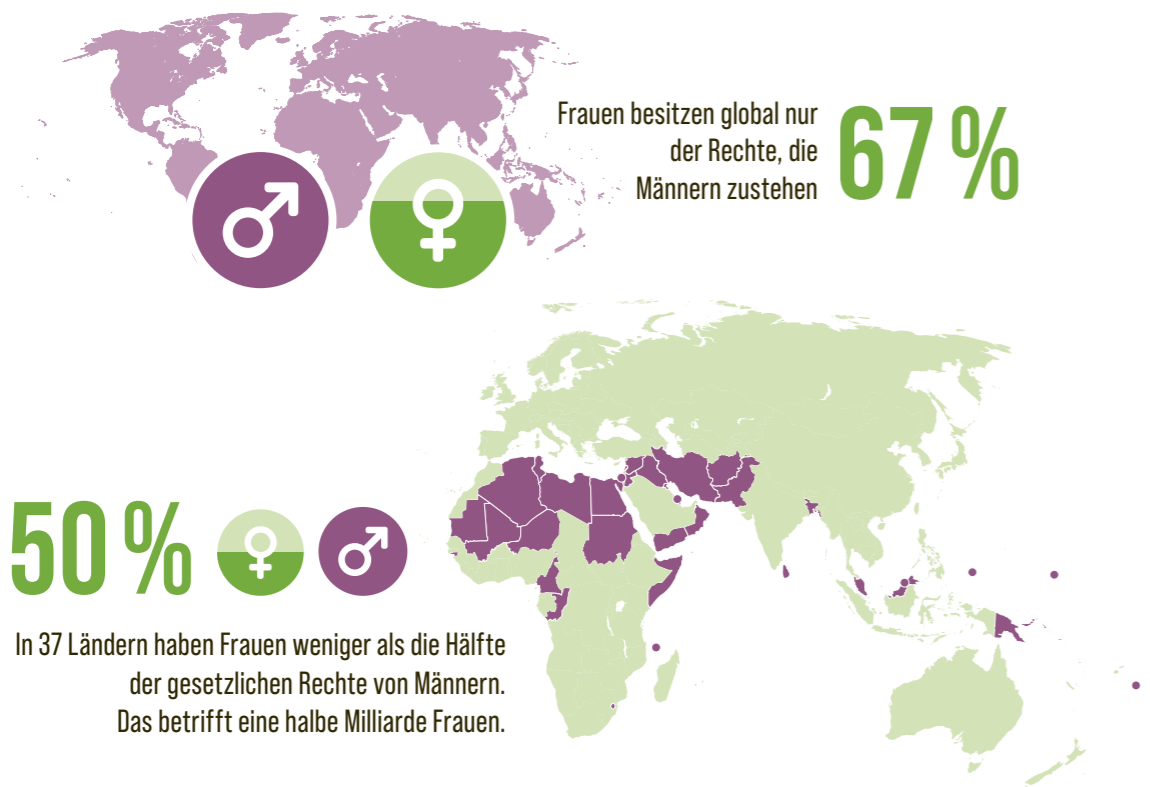 Frauen besitzen global nur
der Rechte, die
Männern zustehen
67 %
50 %
In 37 Ländern haben Frauen weniger als die Hälfte
der gesetzlichen Rechte von Männern.
Das betrifft eine halbe Milliarde Frauen.